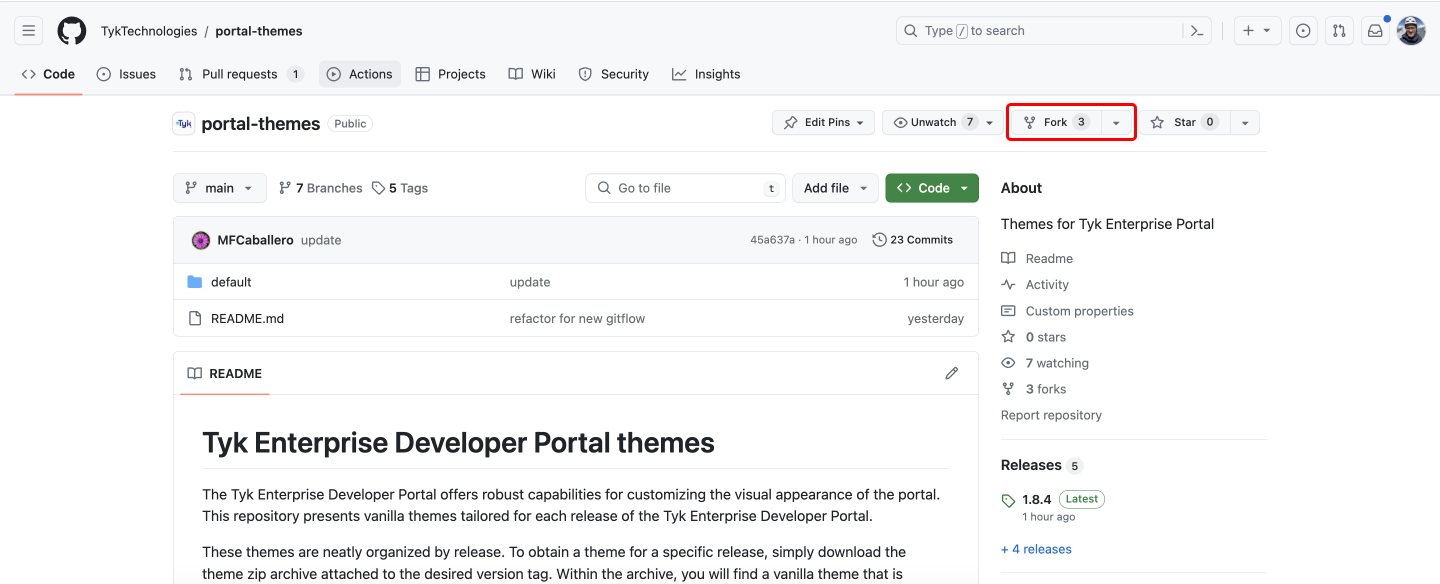 TykTechnologies / portal-themes
Type / to search
Code
Issues
Pull requests 1
Actions
Projects
Wiki
Security
Insights
Tyk portal-themes Public
Edit Pins
Unwatch 7
Fork 3
Star 0
main
7 Branches
5 Tags
Go to file t
Add file
Code
MFCaballero update
45a637a · 1 hour ago
23 Commits
default update 1 hour ago
README.md refactor for new gitflow yesterday
README
Tyk Enterprise Developer Portal themes
The Tyk Enterprise Developer Portal offers robust capabilities for customizing the visual appearance of the portal.
This repository presents vanilla themes tailored for each release of the Tyk Enterprise Developer Portal.
These themes are neatly organized by release. To obtain a theme for a specific release, simply download the
theme zip archive attached to the desired version tag. Within the archive, you will find a vanilla theme that is
About
Themes for Tyk Enterprise Portal
Readme
Activity
Custom properties
0 stars
7 watching
3 forks
Report repository
Releases 5
1.8.4 Latest
1 hour ago
+ 4 releases